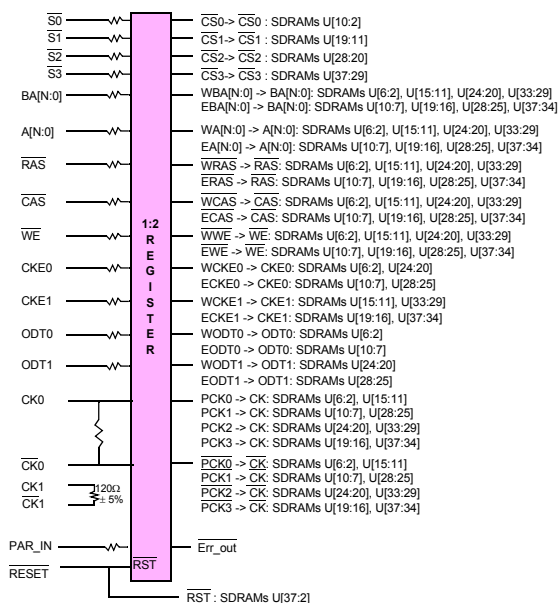 S0 CS0-> CS0 : SDRAMs U[10:2]
S1 CS1-> CS1 : SDRAMs U[19:11]
S2 CS2-> CS2 : SDRAMs U[28:20]
S3 CS3-> CS3 : SDRAMs U[37:29]
BA[N:0] WBA[N:0] -> BA[N:0]: SDRAMs U[6:2], U[15:11], U[24:20], U[33:29]
EBA[N:0] -> BA[N:0]: SDRAMs U[10:7], U[19:16], U[28:25], U[37:34]
A[N:0] WA[N:0] -> A[N:0]: SDRAMs U[6:2], U[15:11], U[24:20], U[33:29]
EA[N:0] -> A[N:0]: SDRAMs U[10:7], U[19:16], U[28:25], U[37:34]
RAS WRAS -> RAS: SDRAMs U[6:2], U[15:11], U[24:20], U[33:29]
ERAS -> RAS: SDRAMs U[10:7], U[19:16], U[28:25], U[37:34]
CAS WCAS -> CAS: SDRAMs U[6:2], U[15:11], U[24:20], U[33:29]
ECAS -> CAS: SDRAMs U[10:7], U[19:16], U[28:25], U[37:34]
WE WWE -> WE: SDRAMs U[6:2], U[15:11], U[24:20], U[33:29]
EWE -> WE: SDRAMs U[10:7], U[19:16], U[28:25], U[37:34]
CKE0 WCKE0 -> CKE0: SDRAMs U[6:2], U[24:20]
ECKE0 -> CKE0: SDRAMs U[10:7], U[28:25]
CKE1 WCKE1 -> CKE1: SDRAMs U[15:11], U[33:29]
ECKE1 -> CKE1: SDRAMs U[19:16], U[37:34]
ODT0 WODT0 -> ODT0: SDRAMs U[6:2]
EODT0 -> ODT0: SDRAMs U[10:7]
ODT1 WODT1 -> ODT1: SDRAMs U[24:20]
EODT1 -> ODT1: SDRAMs U[28:25]
CK0 PCK0 -> CK: SDRAMs U[6:2], U[15:11]
PCK1 -> CK: SDRAMs U[10:7], U[28:25]
PCK2 -> CK: SDRAMs U[24:20], U[33:29]
PCK3 -> CK: SDRAMs U[19:16], U[37:34]
CK0 PCK0 -> CK: SDRAMs U[6:2], U[15:11]
PCK1 -> CK: SDRAMs U[10:7], U[28:25]
CK1 PCK2 -> CK: SDRAMs U[24:20], U[33:29]
CK1 PCK3 -> CK: SDRAMs U[19:16], U[37:34]
120Ω
± 5%
1:2
R
E
G
I
S
T
E
R
PAR_IN Err_out
RESET RST
RST : SDRAMs U[37:2]